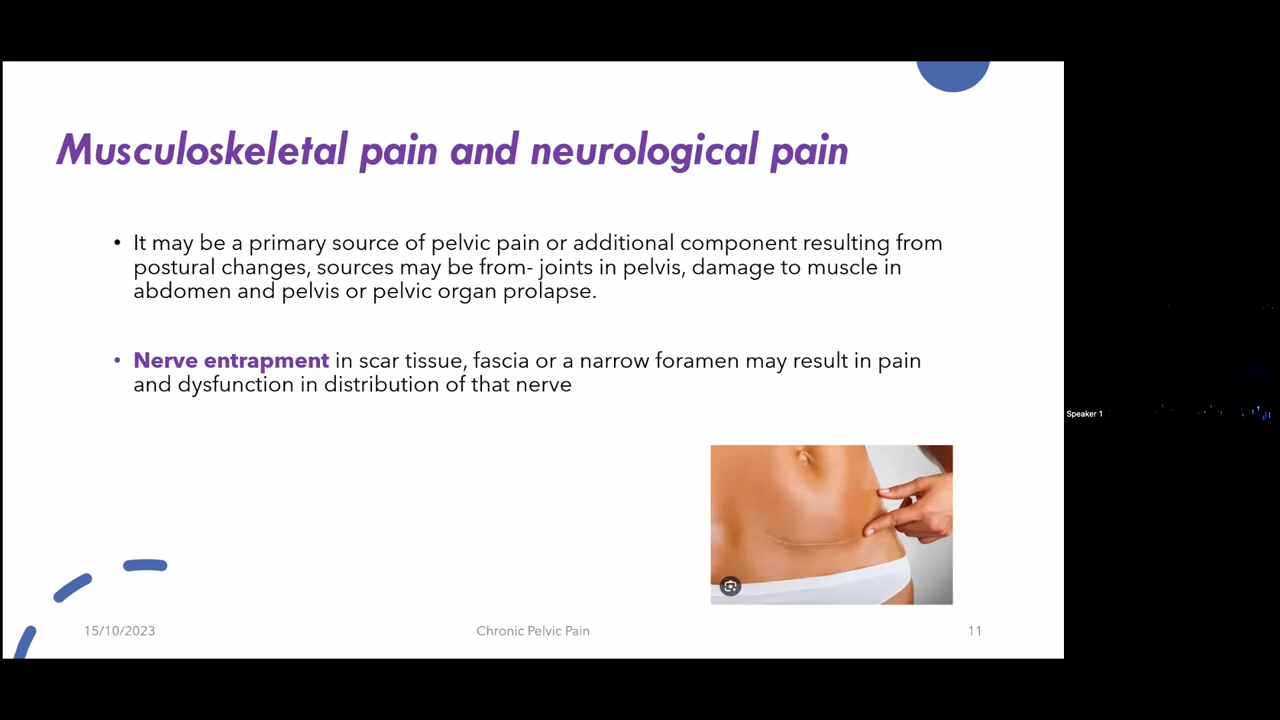 Musculoskeletal pain and neurological pain
• It may be a primary source of pelvic pain or additional component resulting from
postural changes, sources may be from- joints in pelvis, damage to muscle in
abdomen and pelvis or pelvic organ prolapse.
• Nerve entrapment in scar tissue, fascia or a narrow foramen may result in pain
and dysfunction in distribution of that nerve
Speaker 1
15/10/2023
Chronic Pelvic Pain
11